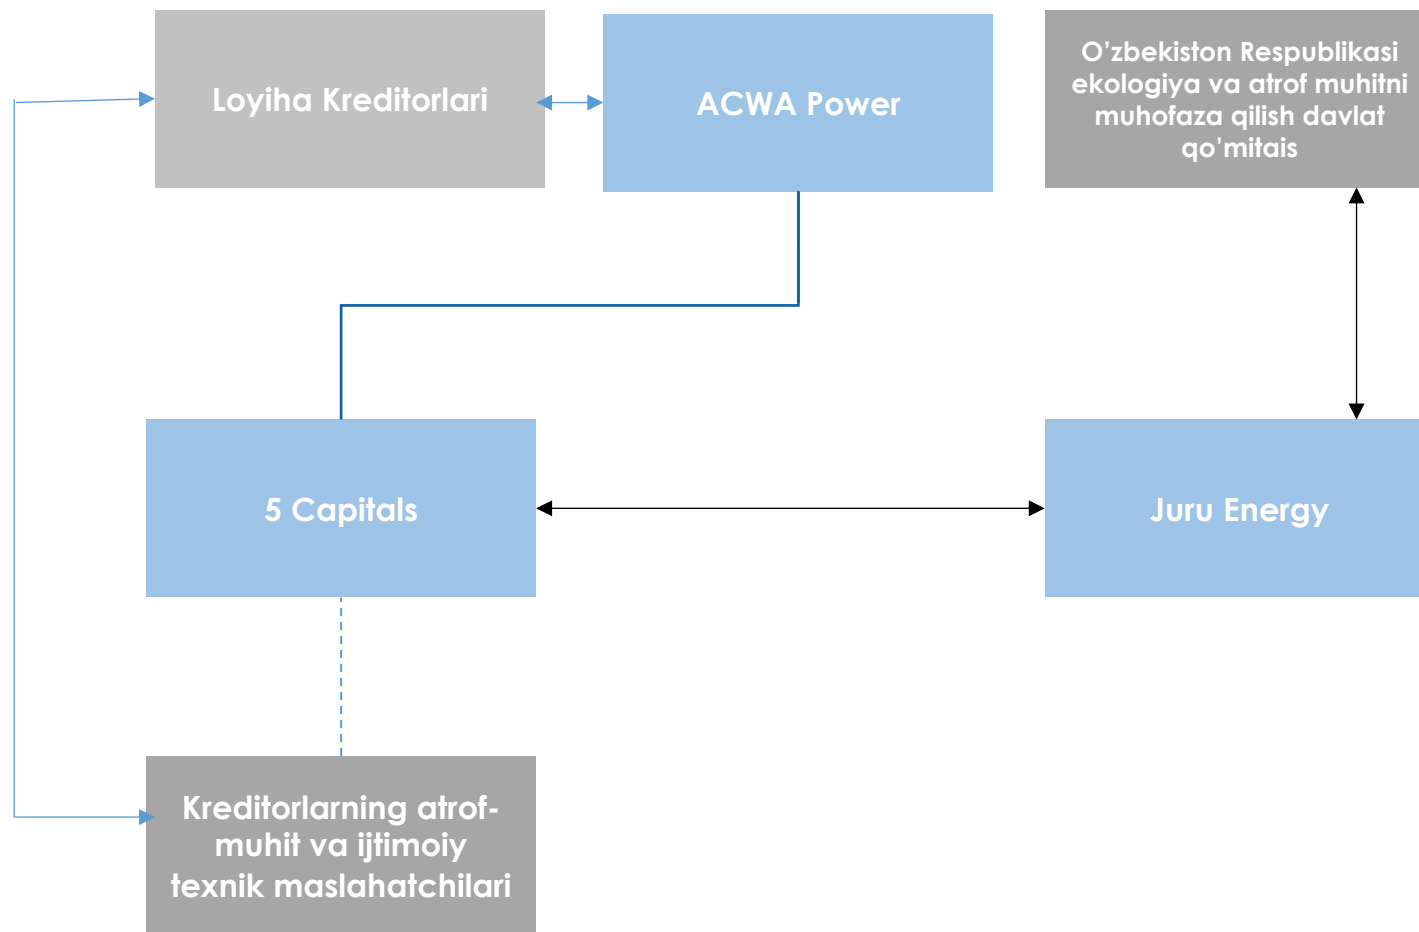 Loyiha Kreditorlari
ACWA Power
O’zbekiston Respublikasi
ekologiya va atrof muhitni
muhofaza qilish davlat
qo’mitais
5 Capitals
Juru Energy
Kreditorlarning atrof-
muhit va ijtimoiy
texnik maslahatchilari